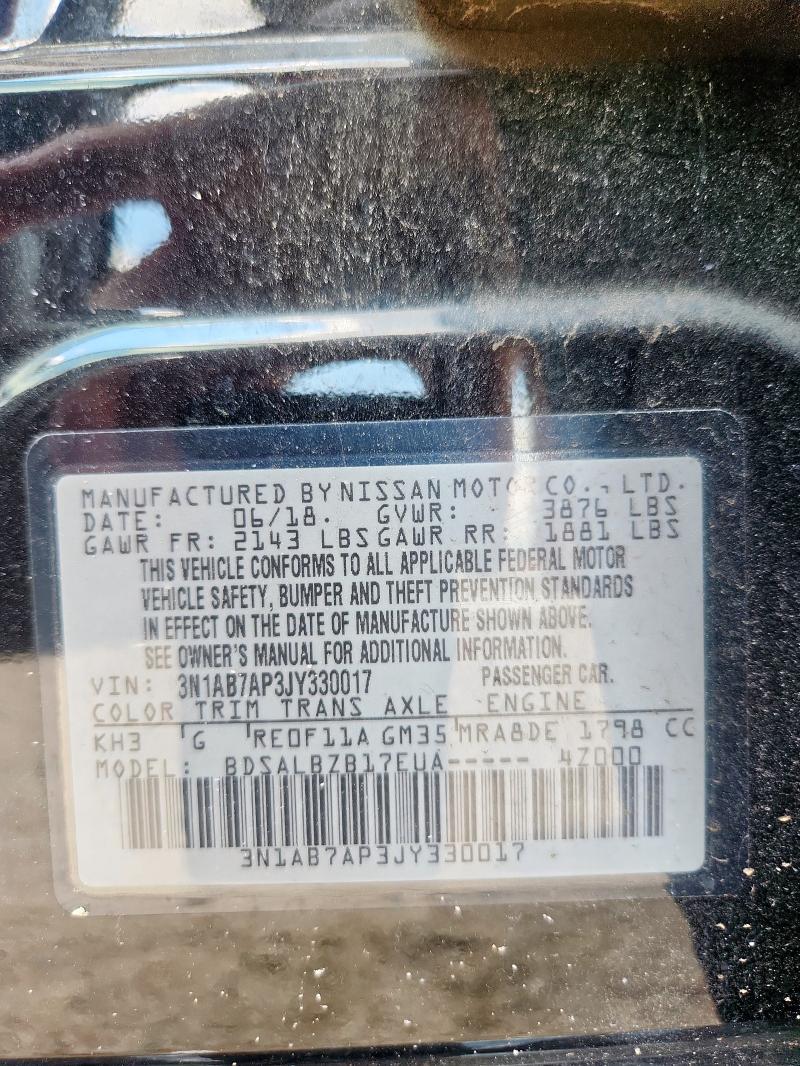 MANUFACTURED BY NISSAN MOTOR CO., LTD.
DATE: 06/18. GVWR: 3876 LBS
GAWR FR: 2143 LBS GAWR RR: 1881 LBS
THIS VEHICLE CONFORMS TO ALL APPLICABLE FEDERAL MOTOR
VEHICLE SAFETY, BUMPER AND THEFT PREVENTION STANDARDS
IN EFFECT ON THE DATE OF MANUFACTURE SHOWN ABOVE.
SEE OWNER'S MANUAL FOR ADDITIONAL INFORMATION.
VIN: 3N1AB7AP3JY330017 PASSENGER CAR.
COLOR TRIM TRANS AXLE ENGINE
KH3 G RE0F11A GM35 MRA8DE 1798 CC
MODEL: BDSALBZB17EUA----- 4Z000
3N1AB7AP3JY330017